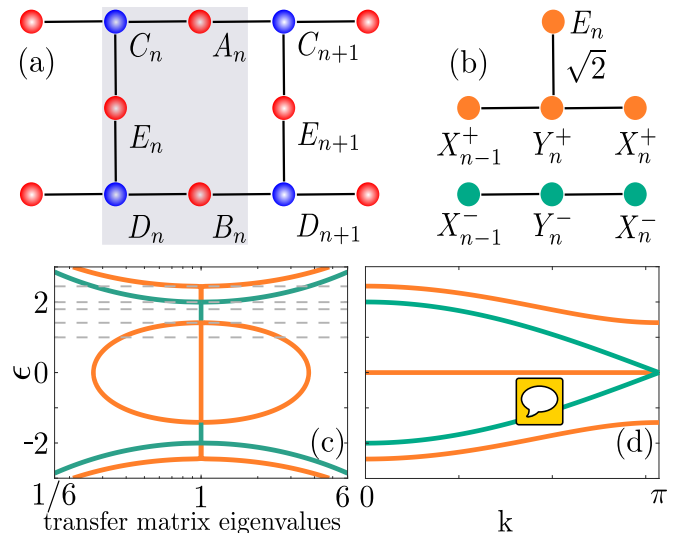 (a)
C_n A_n C_{n+1}
E_n E_{n+1}
D_n B_n D_{n+1}
(b)
E_n
√2
X^+_{n-1} Y^+_n X^+_n
X^-_{n-1} Y^-_n X^-_n
ϵ
2
0
-2
(c)
1/6 1 6
transfer matrix eigenvalues
(d)
0 π
k